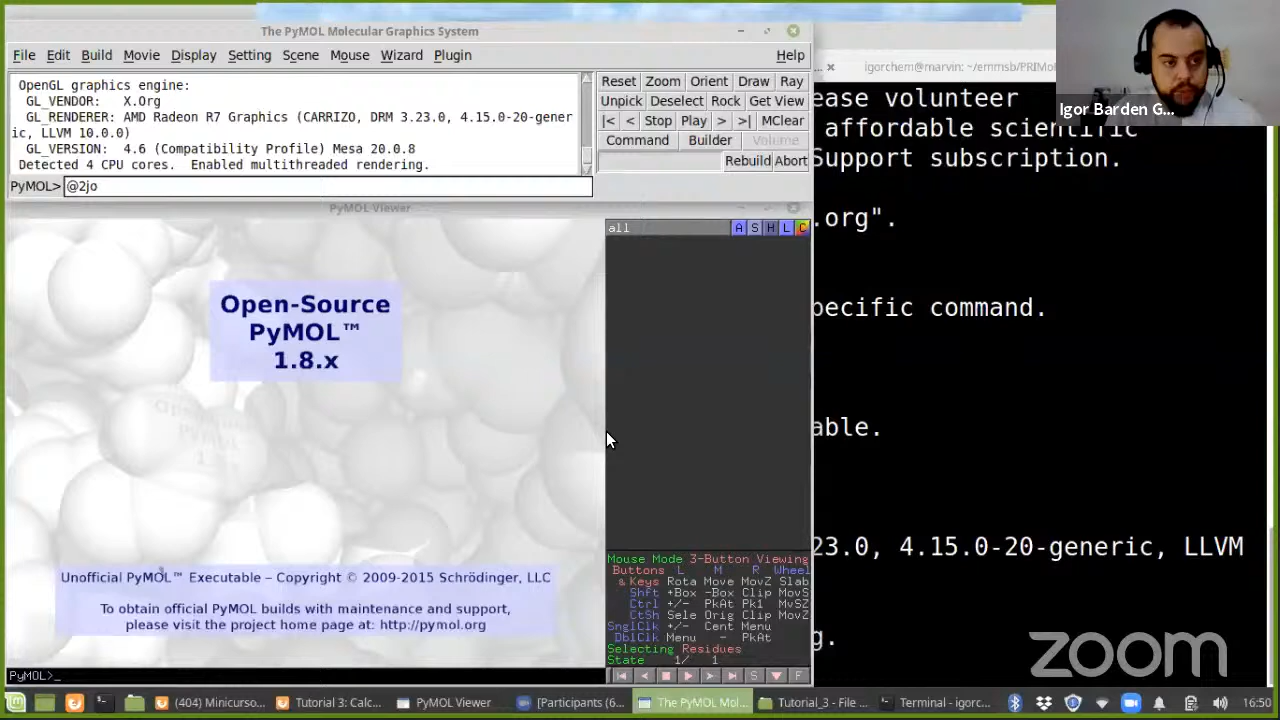 The PyMOL Molecular Graphics System
File Edit Build Movie Display Setting Scene Mouse Wizard Plugin Help
OpenGL graphics engine:
GL_VENDOR: X.Org
GL_RENDERER: AMD Radeon R7 Graphics (CARRIZO, DRM 3.23.0, 4.15.0-20-gener
ic, LLVM 10.0.0)
GL_VERSION: 4.6 (Compatibility Profile) Mesa 20.0.8
Detected 4 CPU cores. Enabled multithreaded rendering.
PyMOL> @2jo
Reset Zoom Orient Draw Ray
Unpick Deselect Rock Get View
|< < Stop Play > >| MClear
Command Builder Volume
Rebuild Abort
PyMOL Viewer
Open-Source
PyMOL™
1.8.x
Unofficial PyMOL™ Executable – Copyright © 2009-2015 Schrödinger, LLC
To obtain official PyMOL builds with maintenance and support,
please visit the project home page at: http://pymol.org
PyMOL>_
all A S H L C
Mouse Mode 3-Button Viewing
Buttons L M R Wheel
& Keys Rota Move MovZ Slab
Shft +Box -Box Clip MovS
Ctrl +/- PkAt Pk1 MvSZ
CtSh Sele Orig Clip MovZ
SnglClk +/- Cent Menu
DblClk Menu - PkAt
Selecting Residues
State 1/ 1
S F
igorchem@marvin: ~/emmsb/PRIMo
ease volunteer
affordable scientific
Support subscription.
.org".
pecific command.
able.
23.0, 4.15.0-20-generic, LLVM
g.
Igor Barden G...
zoom
(404) Minicurso...
Tutorial 3: Calc...
PyMOL Viewer
[Participants (6...
The PyMOL Mol...
Tutorial_3 - File ...
Terminal – igorc...
16:50